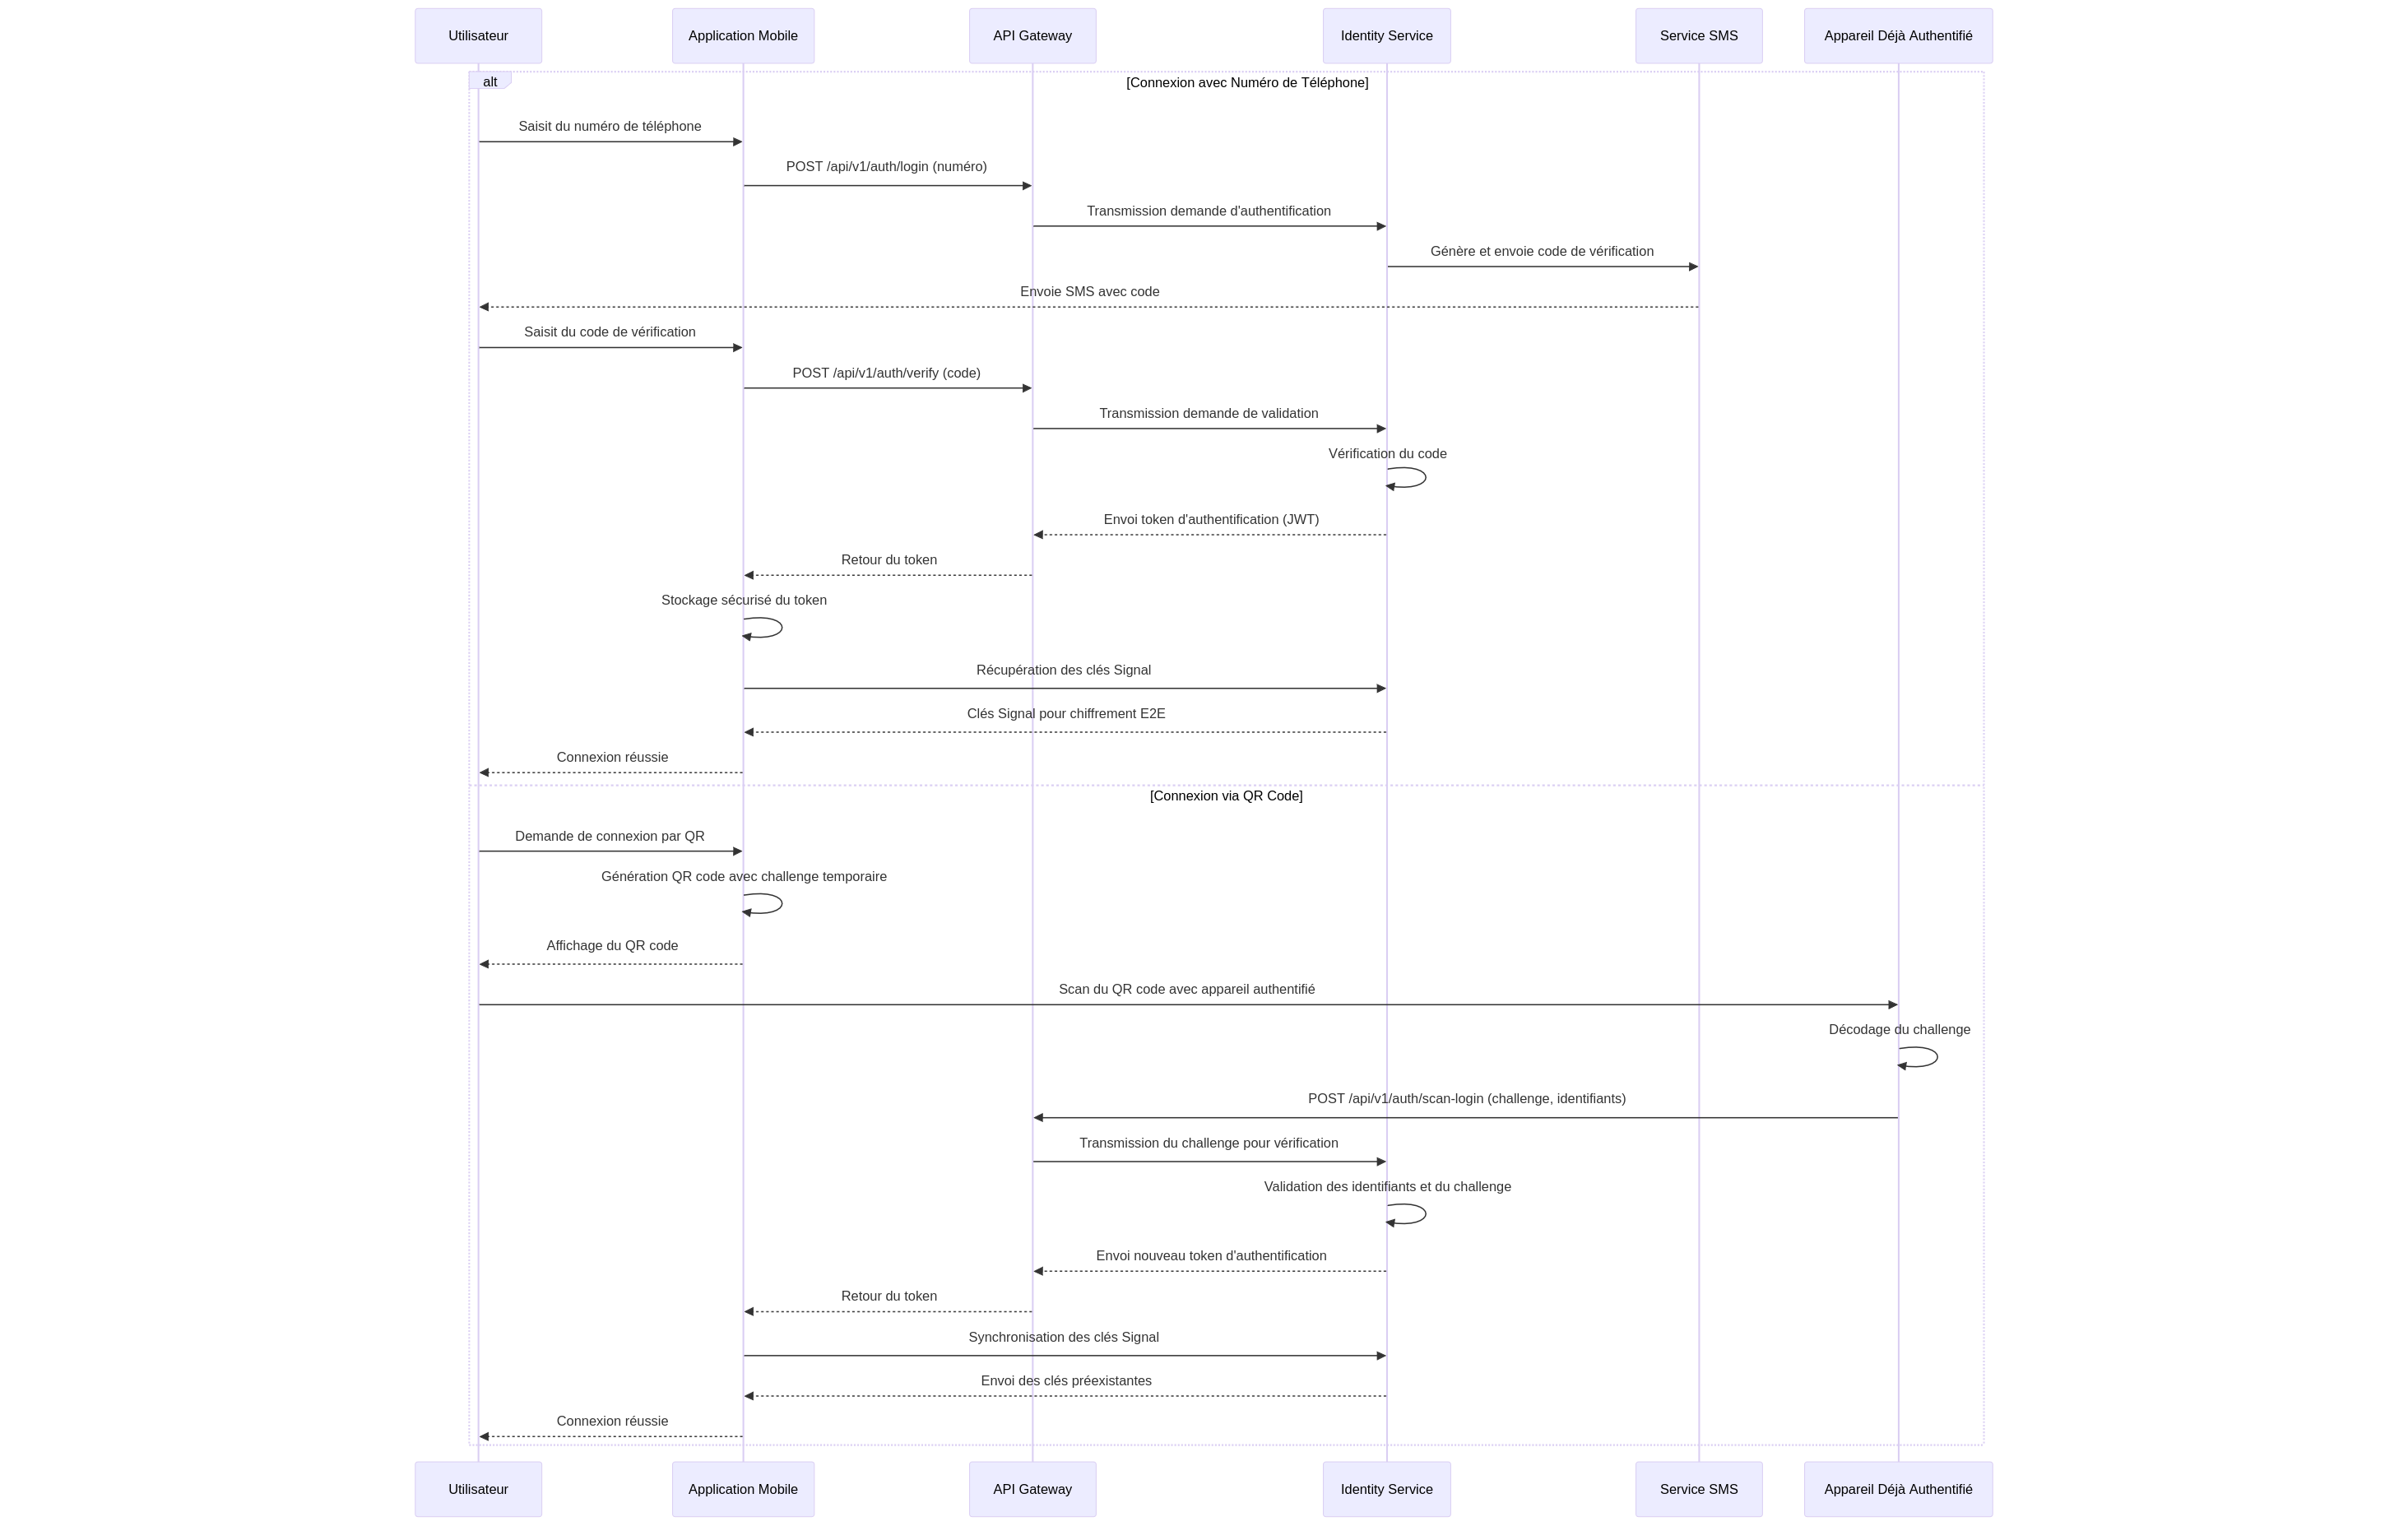 Utilisateur
Application Mobile
API Gateway
Identity Service
Service SMS
Appareil Déjà Authentifié
alt
[Connexion avec Numéro de Téléphone]
Saisit du numéro de téléphone
POST /api/v1/auth/login (numéro)
Transmission demande d'authentification
Génère et envoie code de vérification
Envoie SMS avec code
Saisit du code de vérification
POST /api/v1/auth/verify (code)
Transmission demande de validation
Vérification du code
Envoi token d'authentification (JWT)
Retour du token
Stockage sécurisé du token
Récupération des clés Signal
Clés Signal pour chiffrement E2E
Connexion réussie
[Connexion via QR Code]
Demande de connexion par QR
Génération QR code avec challenge temporaire
Affichage du QR code
Scan du QR code avec appareil authentifié
Décodage du challenge
POST /api/v1/auth/scan-login (challenge, identifiants)
Transmission du challenge pour vérification
Validation des identifiants et du challenge
Envoi nouveau token d'authentification
Retour du token
Synchronisation des clés Signal
Envoi des clés préexistantes
Connexion réussie
Utilisateur
Application Mobile
API Gateway
Identity Service
Service SMS
Appareil Déjà Authentifié